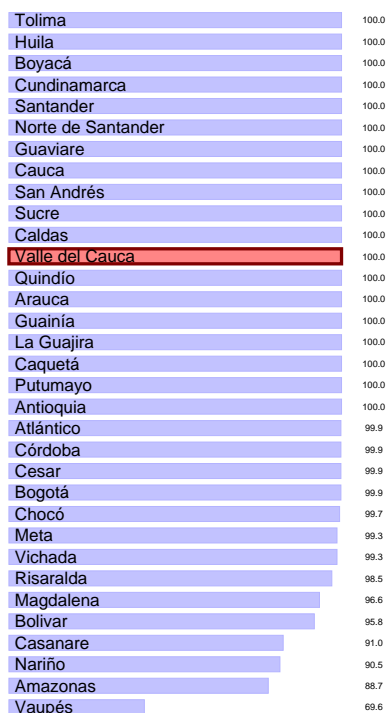 Tolima 100.0
Huila 100.0
Boyacá 100.0
Cundinamarca 100.0
Santander 100.0
Norte de Santander 100.0
Guaviare 100.0
Cauca 100.0
San Andrés 100.0
Sucre 100.0
Caldas 100.0
Valle del Cauca 100.0
Quindío 100.0
Arauca 100.0
Guainía 100.0
La Guajira 100.0
Caquetá 100.0
Putumayo 100.0
Antioquia 100.0
Atlántico 99.9
Córdoba 99.9
Cesar 99.9
Bogotá 99.9
Chocó 99.7
Meta 99.3
Vichada 99.3
Risaralda 98.5
Magdalena 96.6
Bolivar 95.8
Casanare 91.0
Nariño 90.5
Amazonas 88.7
Vaupés 69.6